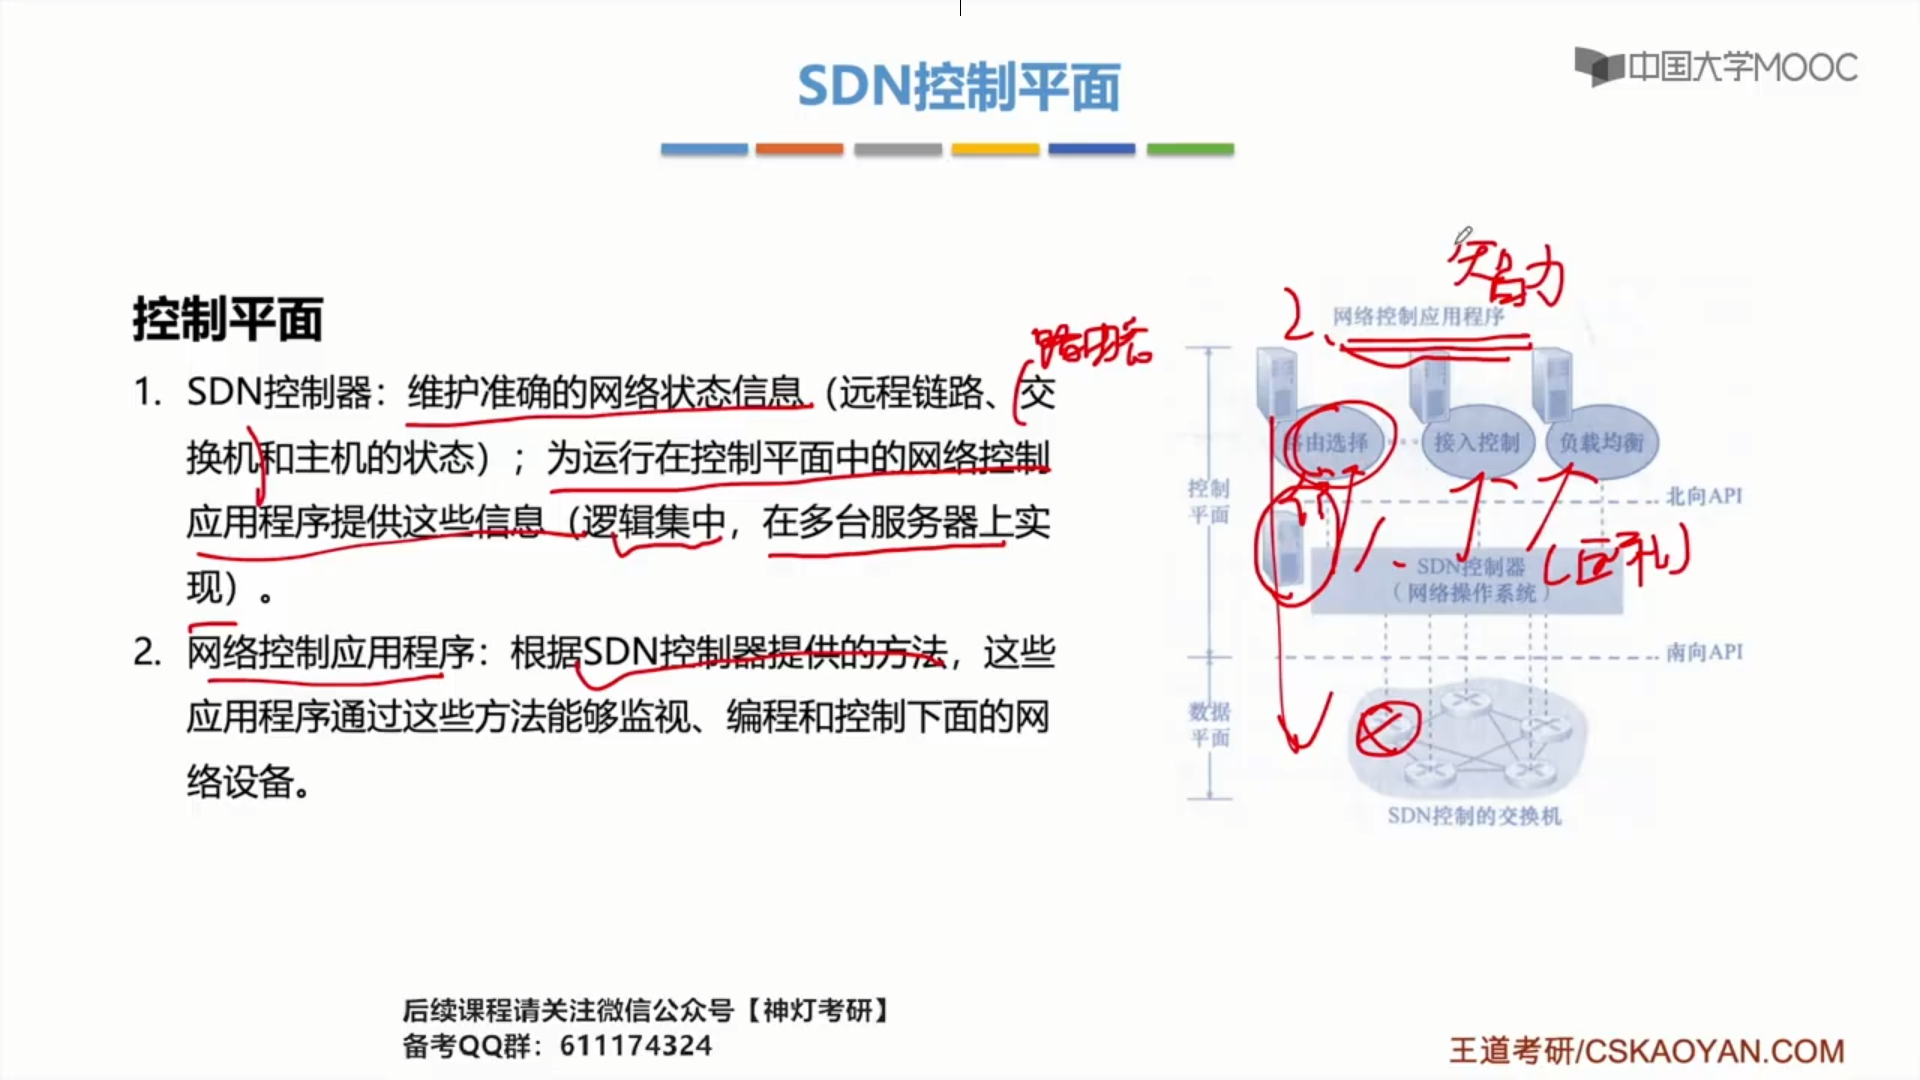 SDN控制平面
中国大学MOOC
控制平面
1. SDN控制器：维护准确的网络状态信息（远程链路、交
换机和主机的状态）；为运行在控制平面中的网络控制
应用程序提供这些信息（逻辑集中，在多台服务器上实
现）。
2. 网络控制应用程序：根据SDN控制器提供的方法，这些
应用程序通过这些方法能够监视、编程和控制下面的网
络设备。
路由器
智力
2、
网络控制应用程序
路由选择
接入控制
负载均衡
北向API
控制
平面
1、
SDN控制器
（网络操作系统）
南向API
数据
平面
SDN控制的交换机
后续课程请关注微信公众号【神灯考研】
备考QQ群：611174324
王道考研/CSKAOYAN.COM